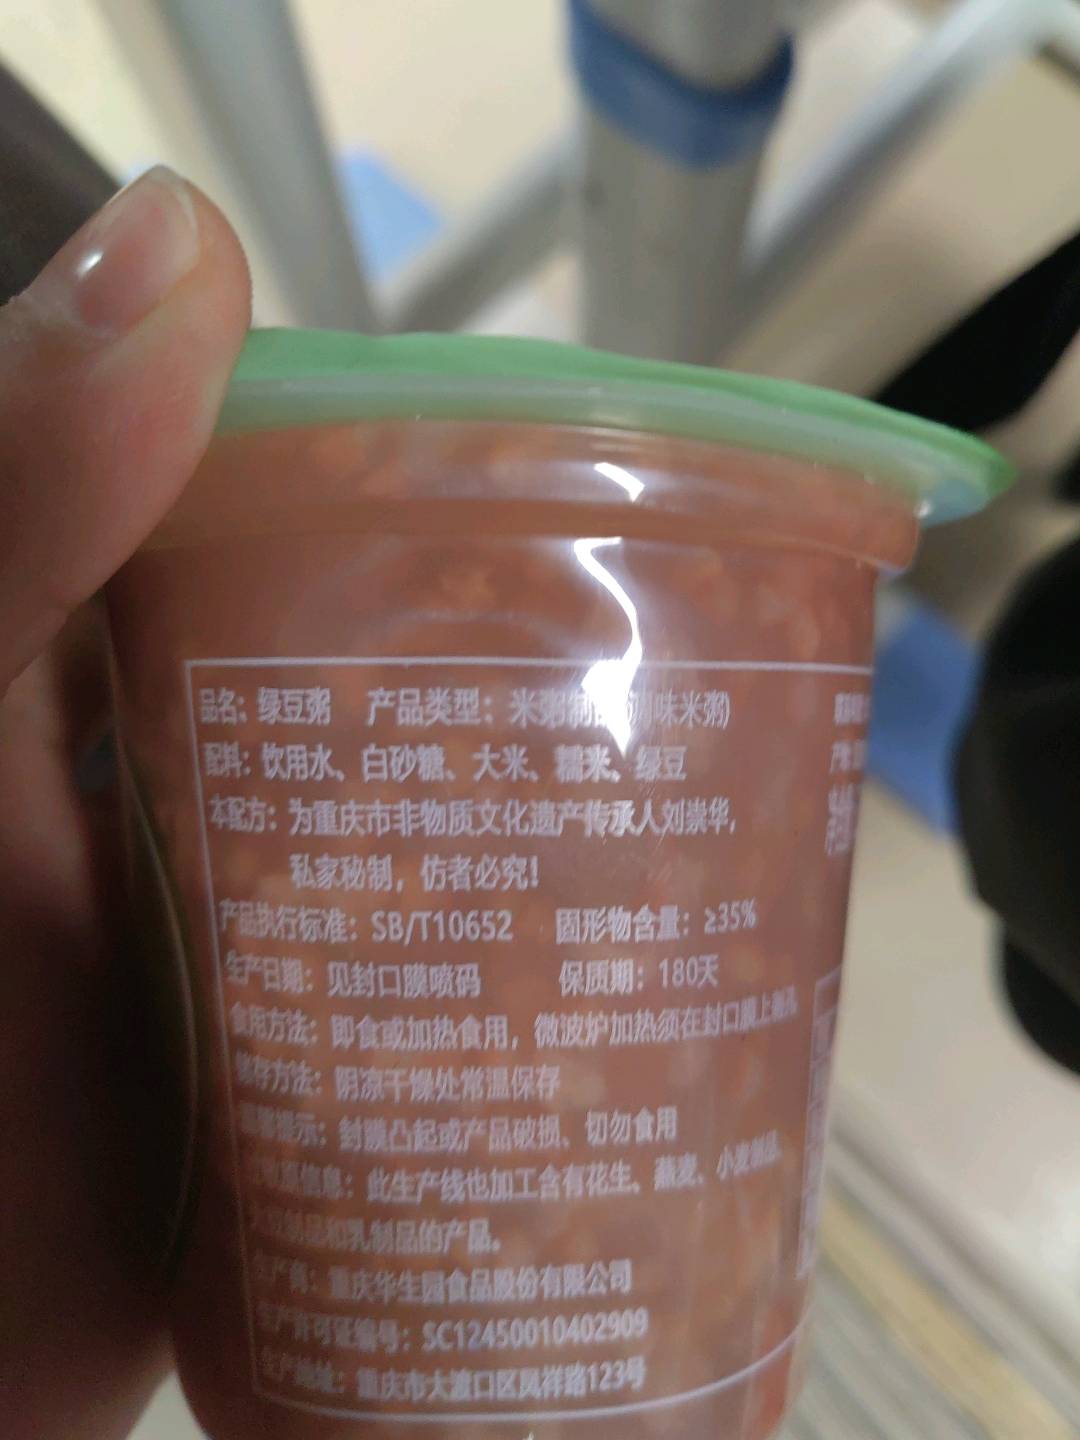 品名：绿豆粥 产品类型：米粥制品(调味米粥)
配料：饮用水、白砂糖、大米、糯米、绿豆
本配方：为重庆市非物质文化遗产传承人刘崇华，
私家秘制，仿者必究！
产品执行标准：SB/T10652 固形物含量：≥35%
生产日期：见封口膜喷码 保质期：180天
食用方法：即食或加热食用，微波炉加热须在封口膜上
储存方法：阴凉干燥处常温保存
温馨提示：封膜凸起或产品破损、切勿食用
信息：此生产线也加工含有花生、燕麦、小麦制品、
制品和乳制品的产品。
生产商：重庆华生园食品股份有限公司
生产许可证编号：SC12450010402909
生产地址：重庆市大渡口区凤祥路123号